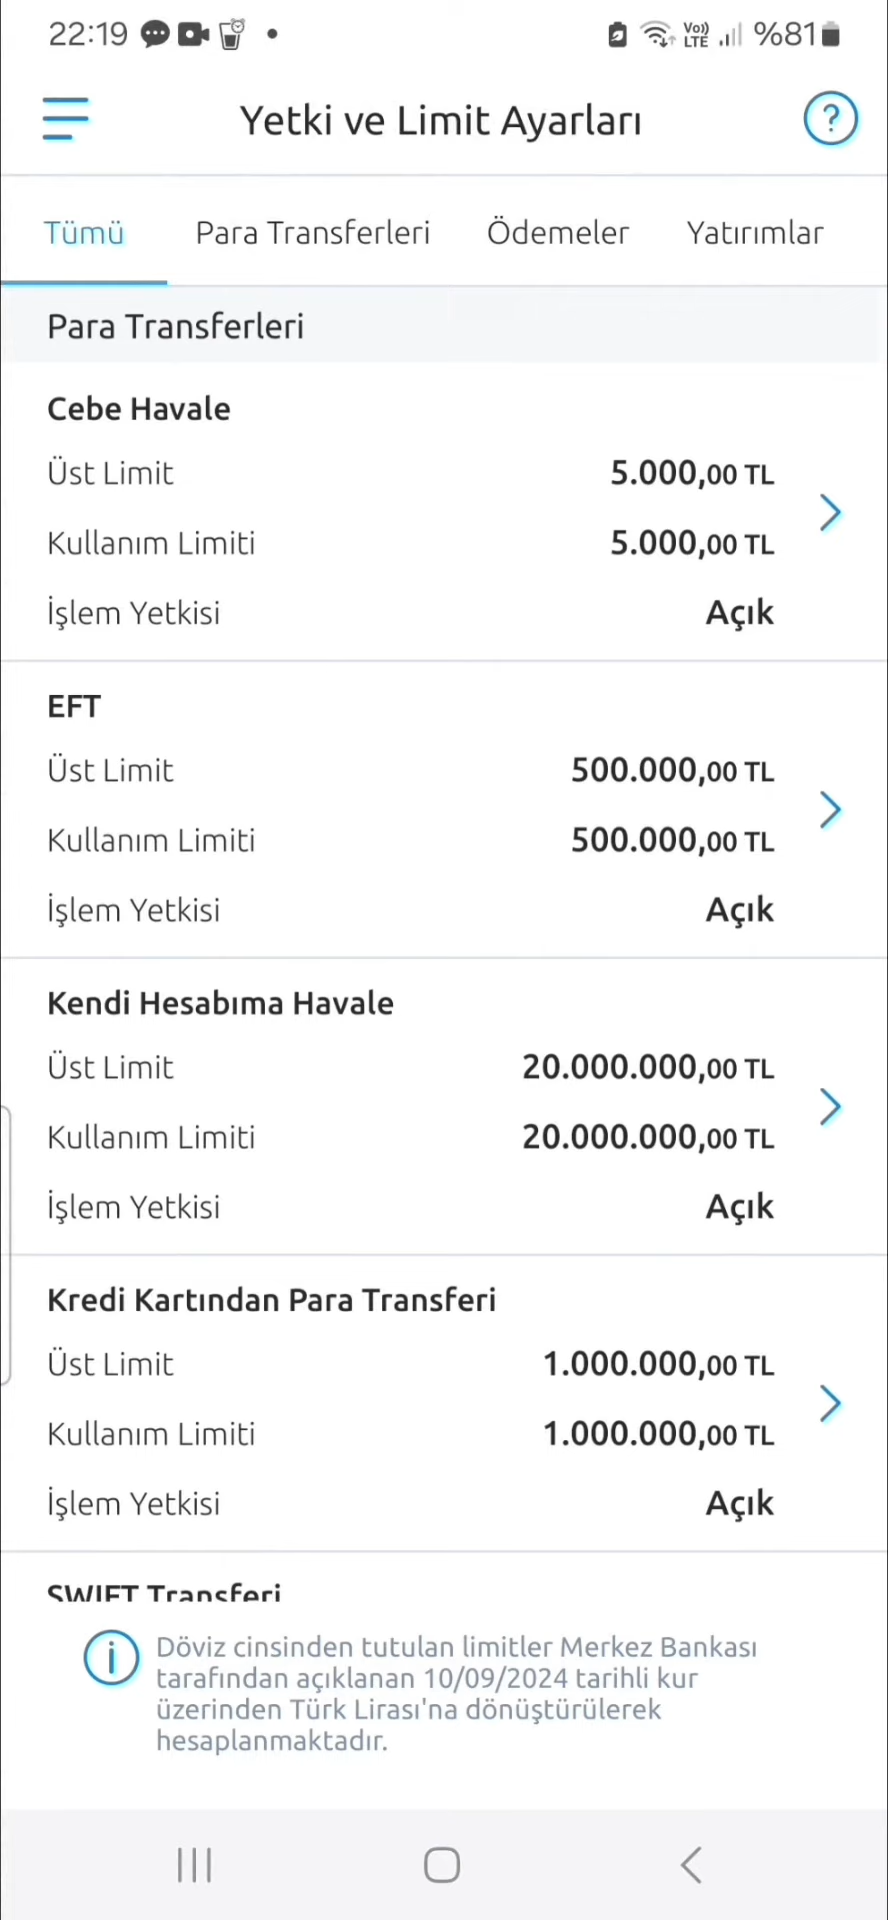 22:19 %81
Yetki ve Limit Ayarları ?
Tümü Para Transferleri Ödemeler Yatırımlar
Para Transferleri
Cebe Havale
Üst Limit 5.000,00 TL
Kullanım Limiti 5.000,00 TL
İşlem Yetkisi Açık
EFT
Üst Limit 500.000,00 TL
Kullanım Limiti 500.000,00 TL
İşlem Yetkisi Açık
Kendi Hesabıma Havale
Üst Limit 20.000.000,00 TL
Kullanım Limiti 20.000.000,00 TL
İşlem Yetkisi Açık
Kredi Kartından Para Transferi
Üst Limit 1.000.000,00 TL
Kullanım Limiti 1.000.000,00 TL
İşlem Yetkisi Açık
SWIFT Transferi
Döviz cinsinden tutulan limitler Merkez Bankası
tarafından açıklanan 10/09/2024 tarihli kur
üzerinden Türk Lirası'na dönüştürülerek
hesaplanmaktadır.